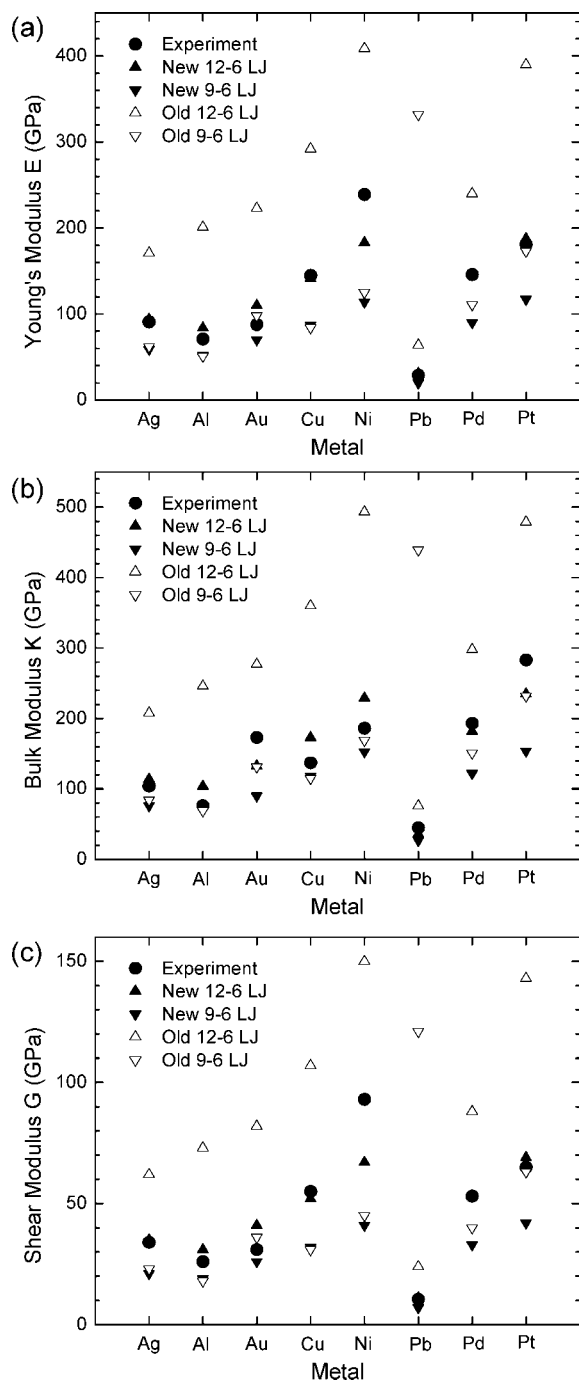 (a)
Experiment
New 12-6 LJ
New 9-6 LJ
Old 12-6 LJ
Old 9-6 LJ
Young's Modulus E (GPa)
400
300
200
100
0
Ag Al Au Cu Ni Pb Pd Pt
Metal
(b)
Experiment
New 12-6 LJ
New 9-6 LJ
Old 12-6 LJ
Old 9-6 LJ
Bulk Modulus K (GPa)
500
400
300
200
100
0
Ag Al Au Cu Ni Pb Pd Pt
Metal
(c)
Experiment
New 12-6 LJ
New 9-6 LJ
Old 12-6 LJ
Old 9-6 LJ
Shear Modulus G (GPa)
150
100
50
0
Ag Al Au Cu Ni Pb Pd Pt
Metal